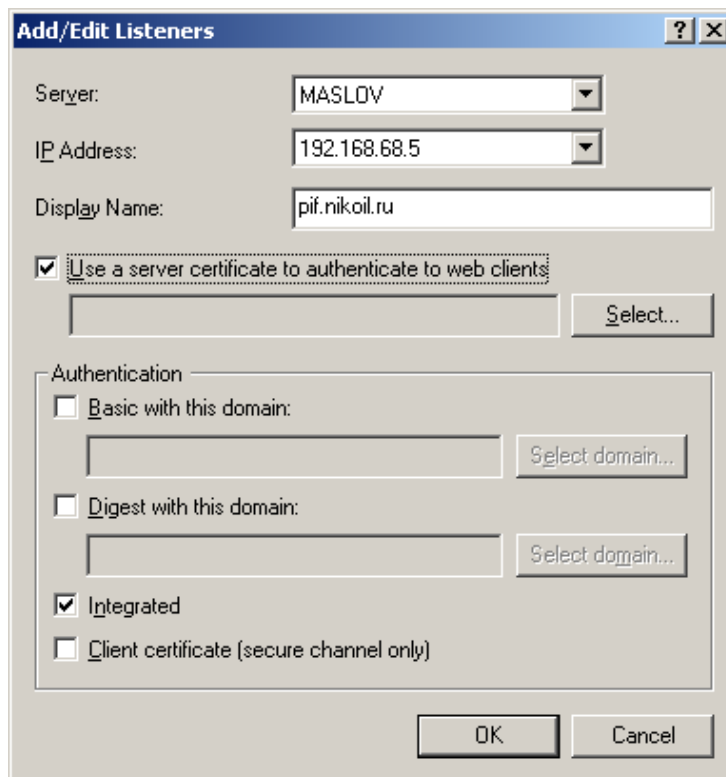 Add/Edit Listeners
Server: MASLOV
IP Address: 192.168.68.5
Display Name: pif.nikoil.ru
Use a server certificate to authenticate to web clients
Select...
Authentication
Basic with this domain:
Select domain...
Digest with this domain:
Select domain...
Integrated
Client certificate (secure channel only)
OK Cancel